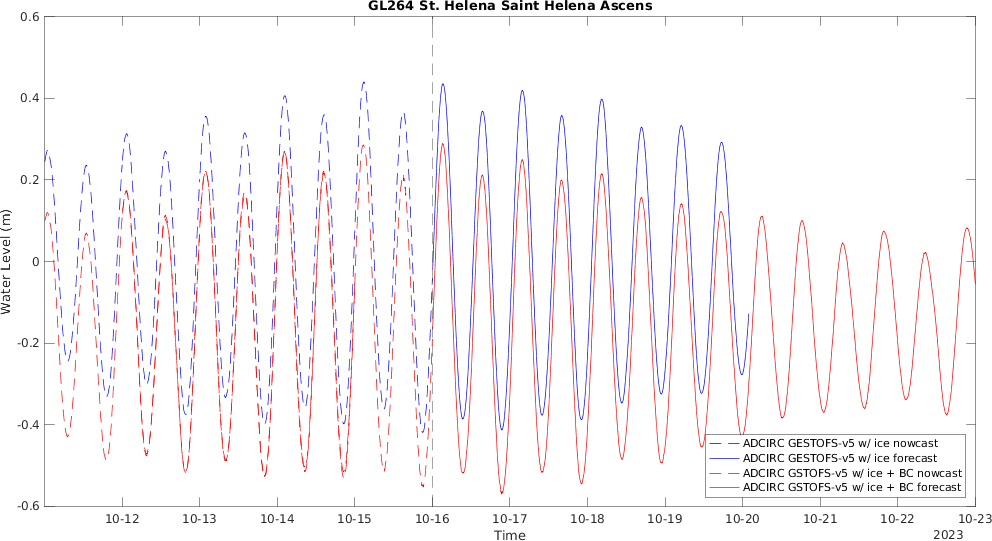 GL264 St. Helena Saint Helena Ascens
0.6
0.4
0.2
0
-0.2
-0.4
-0.6
Water Level (m)
ADCIRC GESTOFS-v5 w/ ice nowcast
ADCIRC GESTOFS-v5 w/ ice forecast
ADCIRC GSTOFS-v5 w/ ice + BC nowcast
ADCIRC GSTOFS-v5 w/ ice + BC forecast
10-12 10-13 10-14 10-15 10-16 10-17 10-18 10-19 10-20 10-21 10-22 10-23
Time
2023